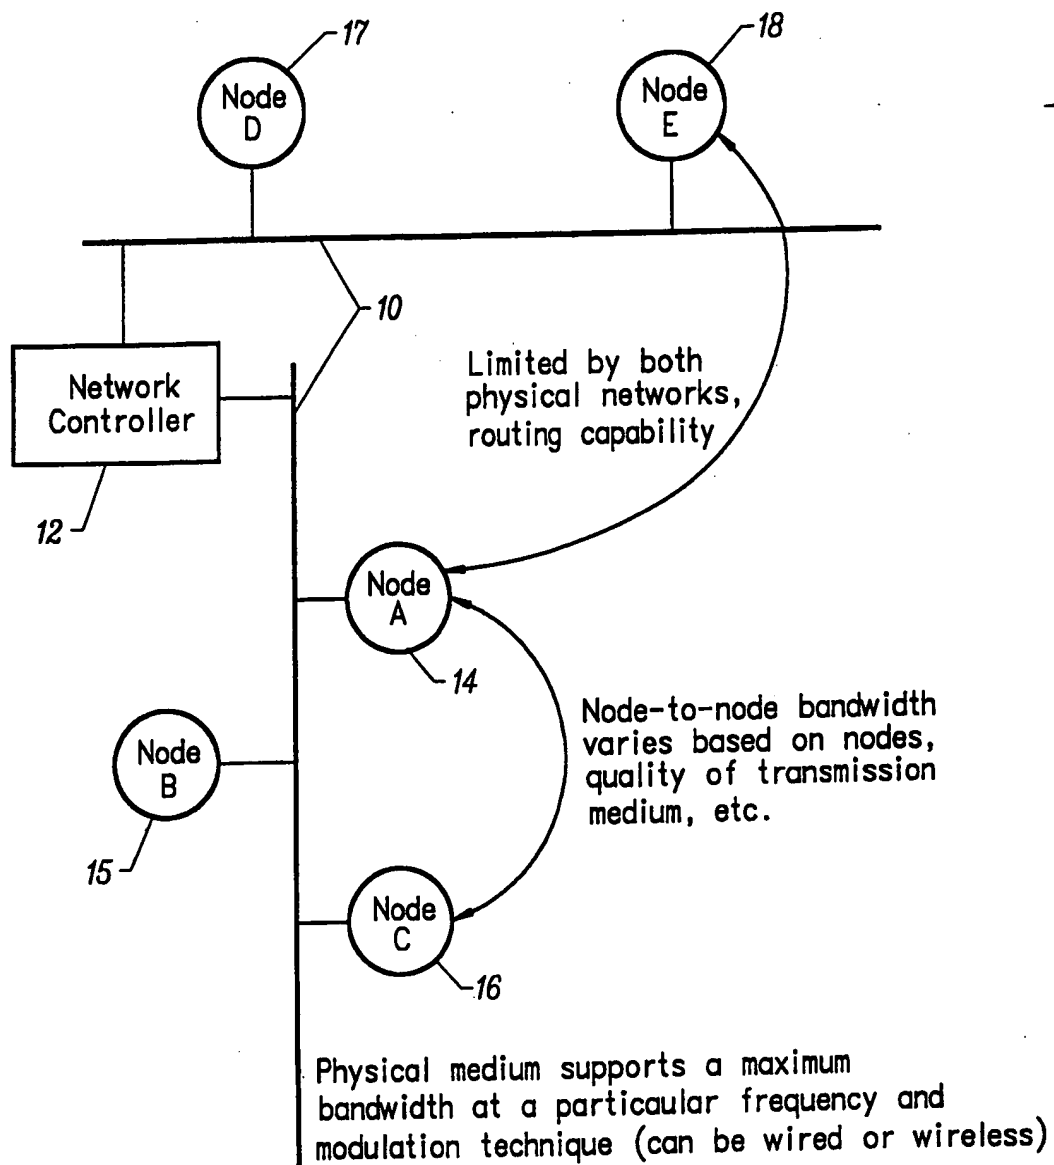 17
18
Node
D
Node
E
10
Network
Controller
Limited by both
physical networks,
routing capability
12
Node
A
14
Node-to-node bandwidth
varies based on nodes,
quality of transmission
medium, etc.
Node
B
15
Node
C
16
Physical medium supports a maximum
bandwidth at a particaular frequency and
modulation technique (can be wired or wireless)